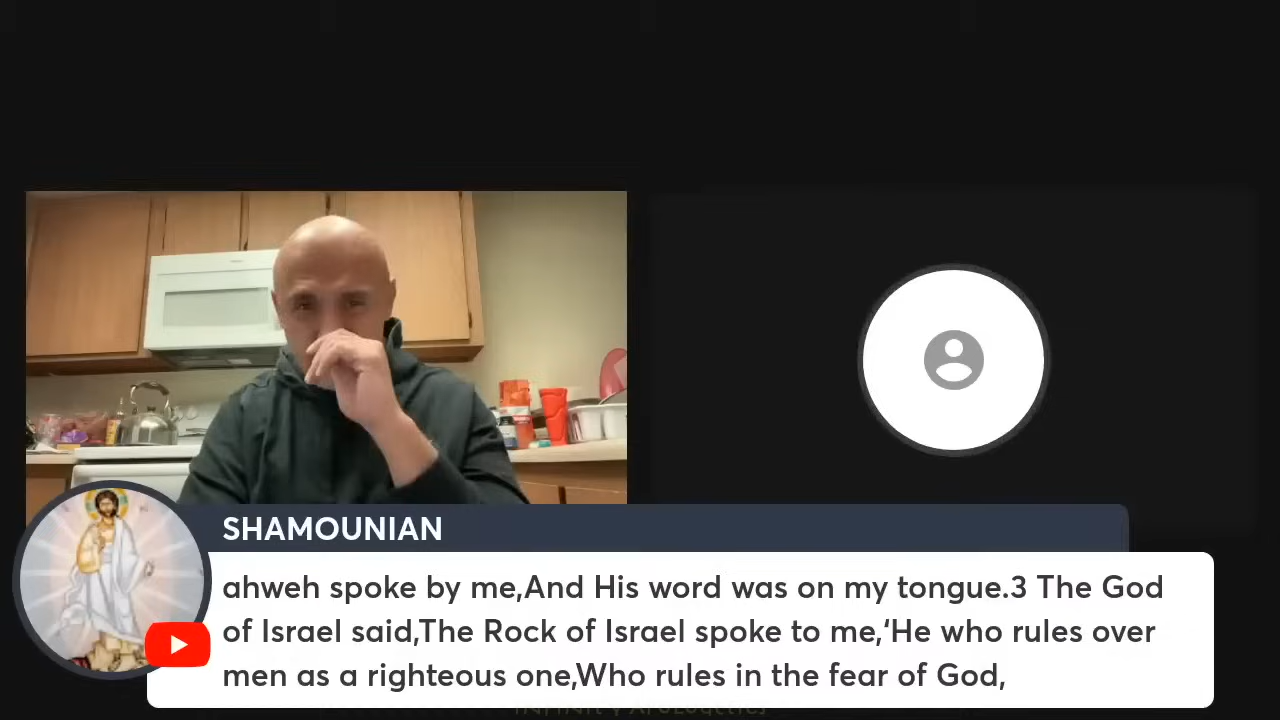 SHAMOUNIAN
ahweh spoke by me,And His word was on my tongue.3 The God
of Israel said,The Rock of Israel spoke to me,‘He who rules over
men as a righteous one,Who rules in the fear of God,